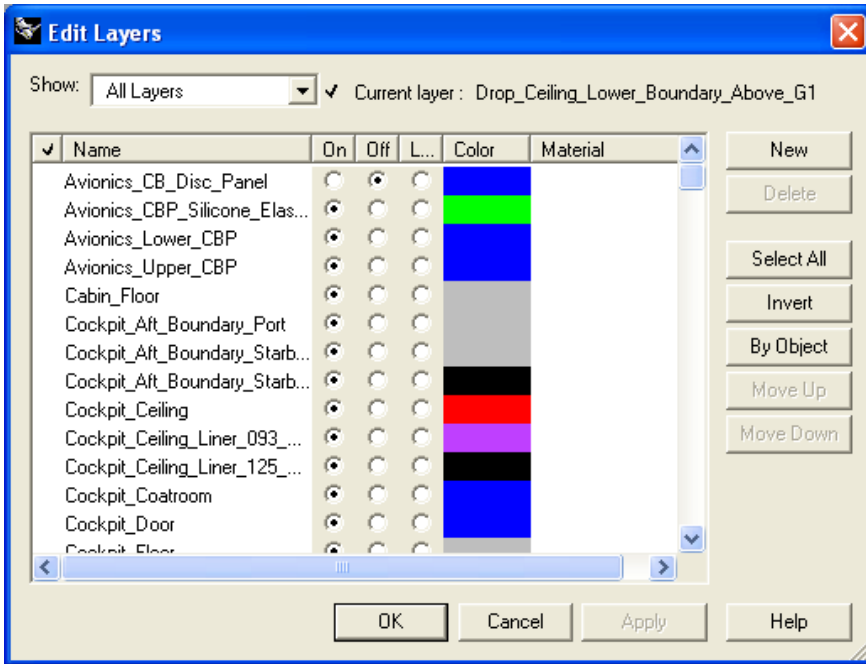 Edit Layers
Show: All Layers Current layer : Drop_Ceiling_Lower_Boundary_Above_G1
Name On Off L... Color Material
Avionics_CB_Disc_Panel
Avionics_CBP_Silicone_Elas...
Avionics_Lower_CBP
Avionics_Upper_CBP
Cabin_Floor
Cockpit_Aft_Boundary_Port
Cockpit_Aft_Boundary_Starb...
Cockpit_Aft_Boundary_Starb...
Cockpit_Ceiling
Cockpit_Ceiling_Liner_093_...
Cockpit_Ceiling_Liner_125_...
Cockpit_Coatroom
Cockpit_Door
Cockpit_Floor
New
Delete
Select All
Invert
By Object
Move Up
Move Down
OK Cancel Apply Help